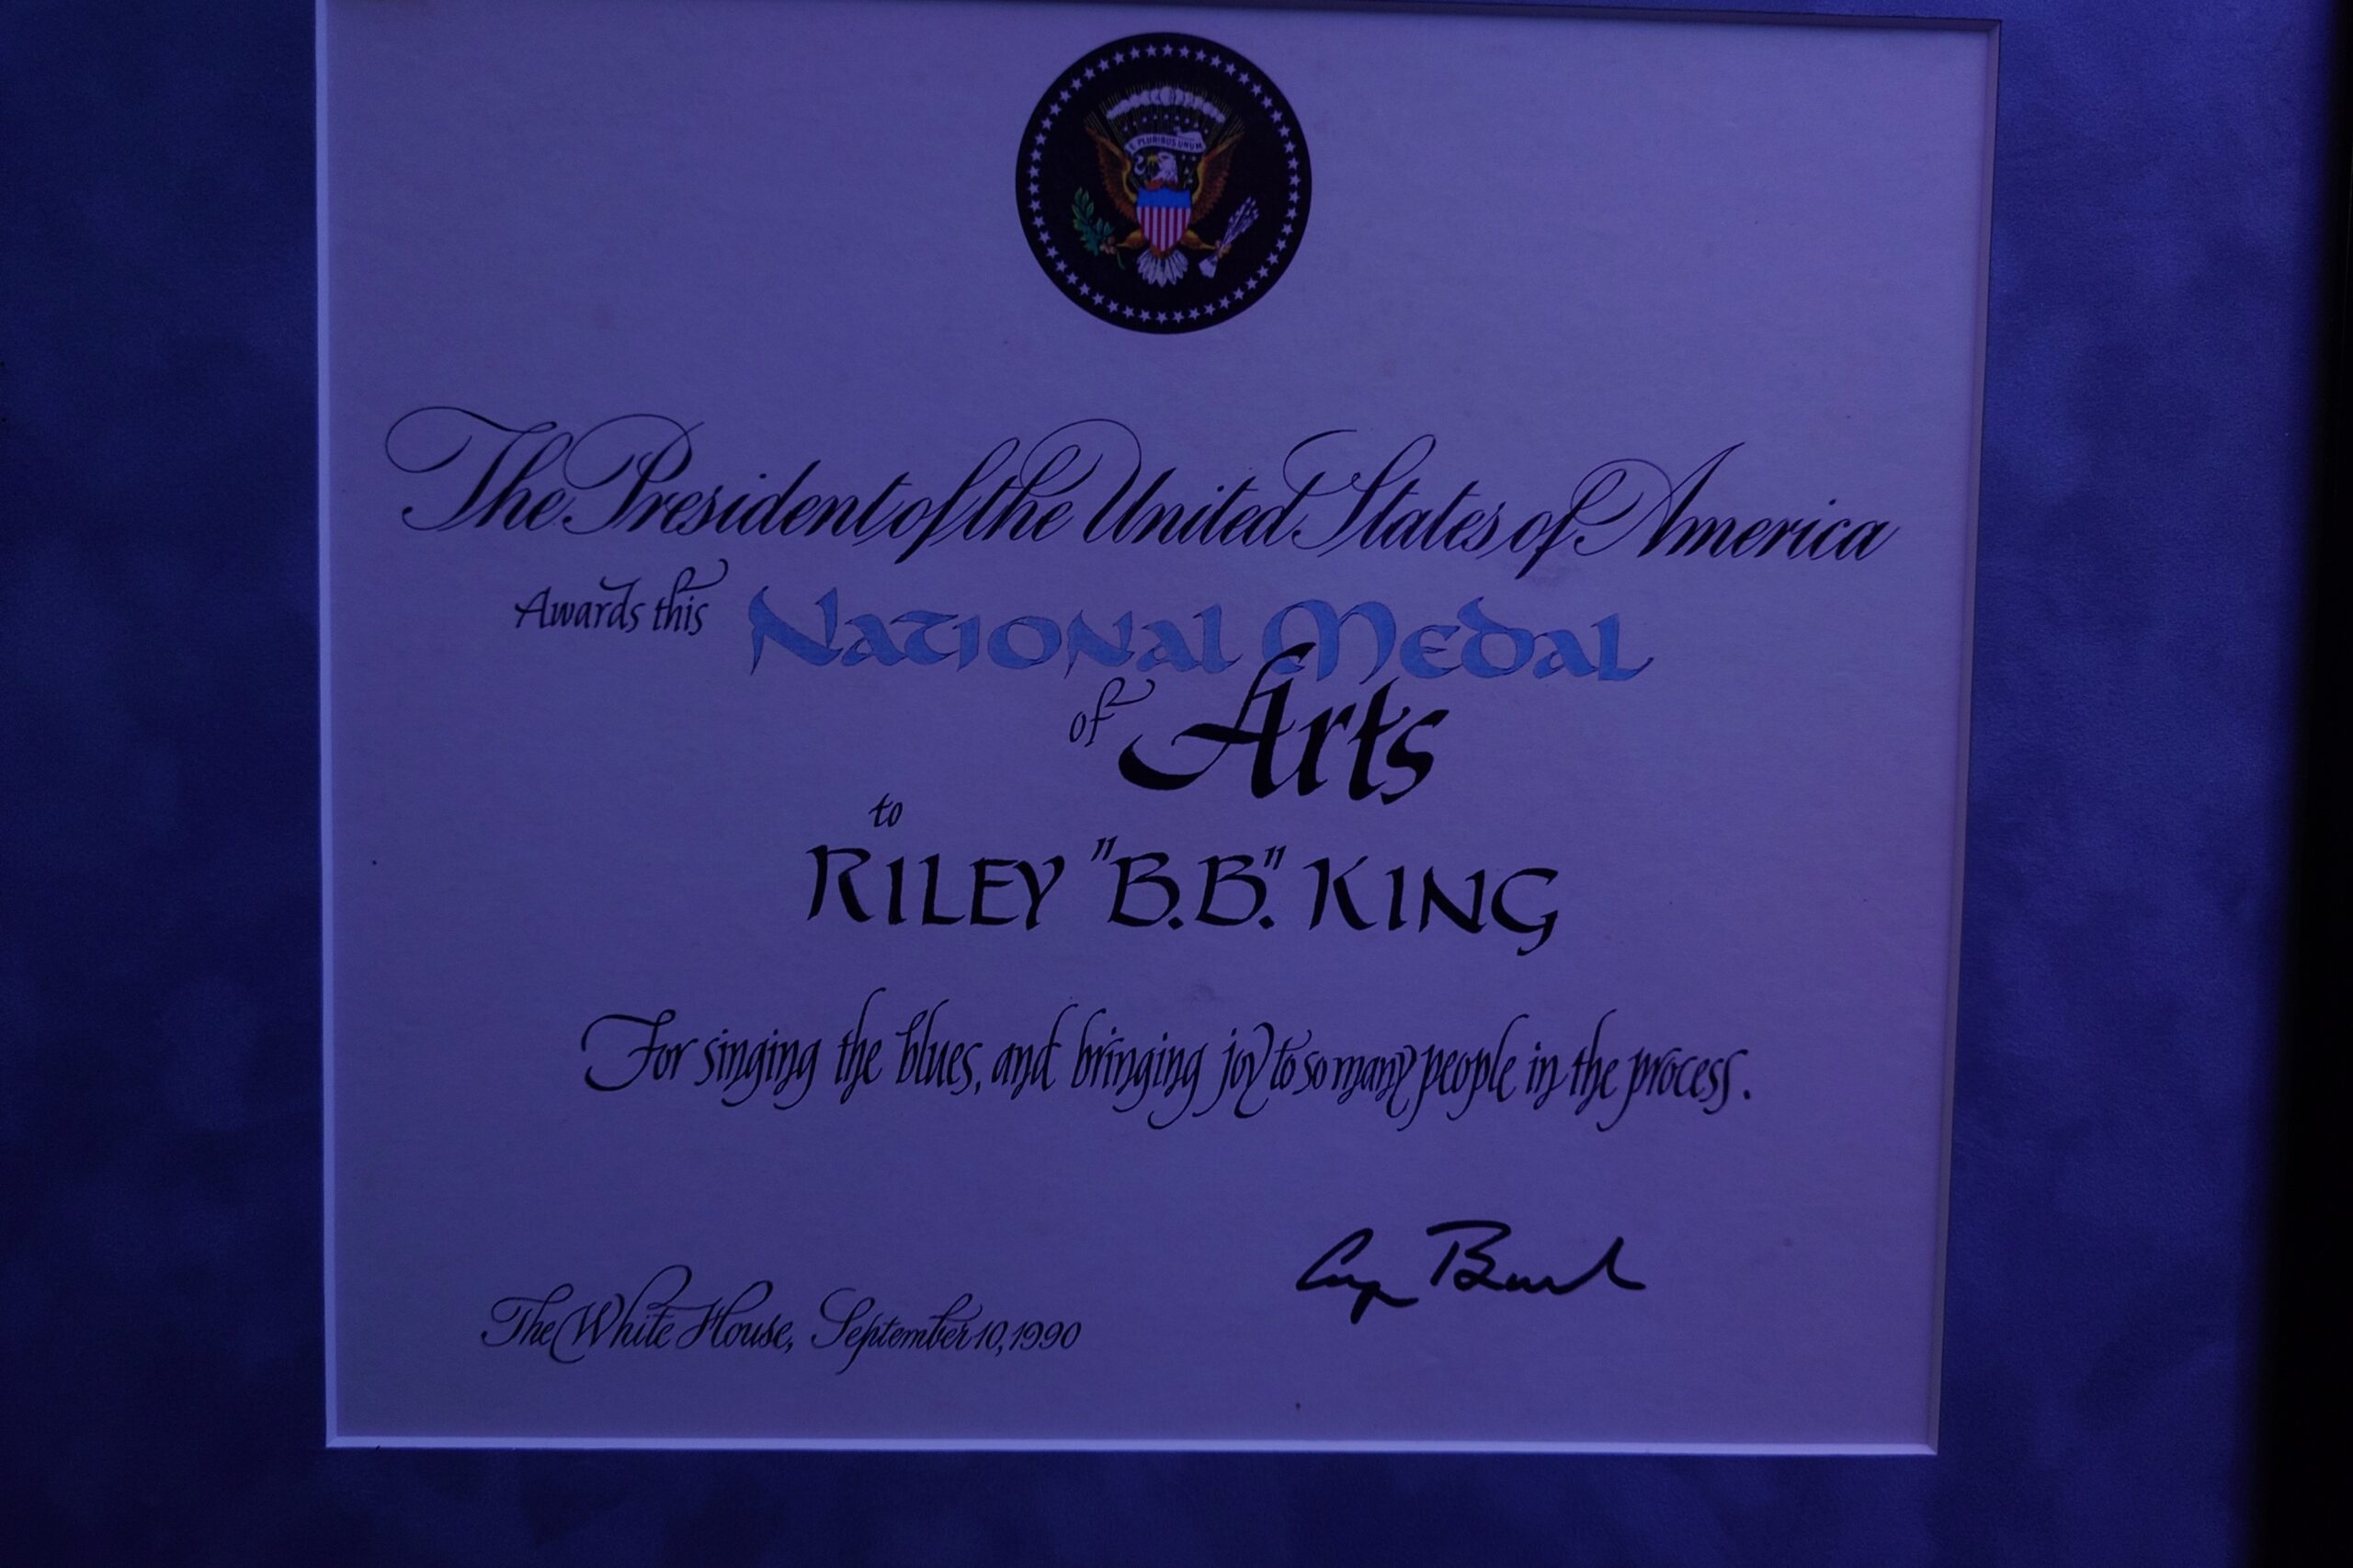 E PLURIBUS UNUM
The President of the United States of America
Awards this National Medal
of Arts
to
RILEY "B.B." KING
For singing the blues, and bringing joy to so many people in the process.
George Bush
The White House, September 10, 1990